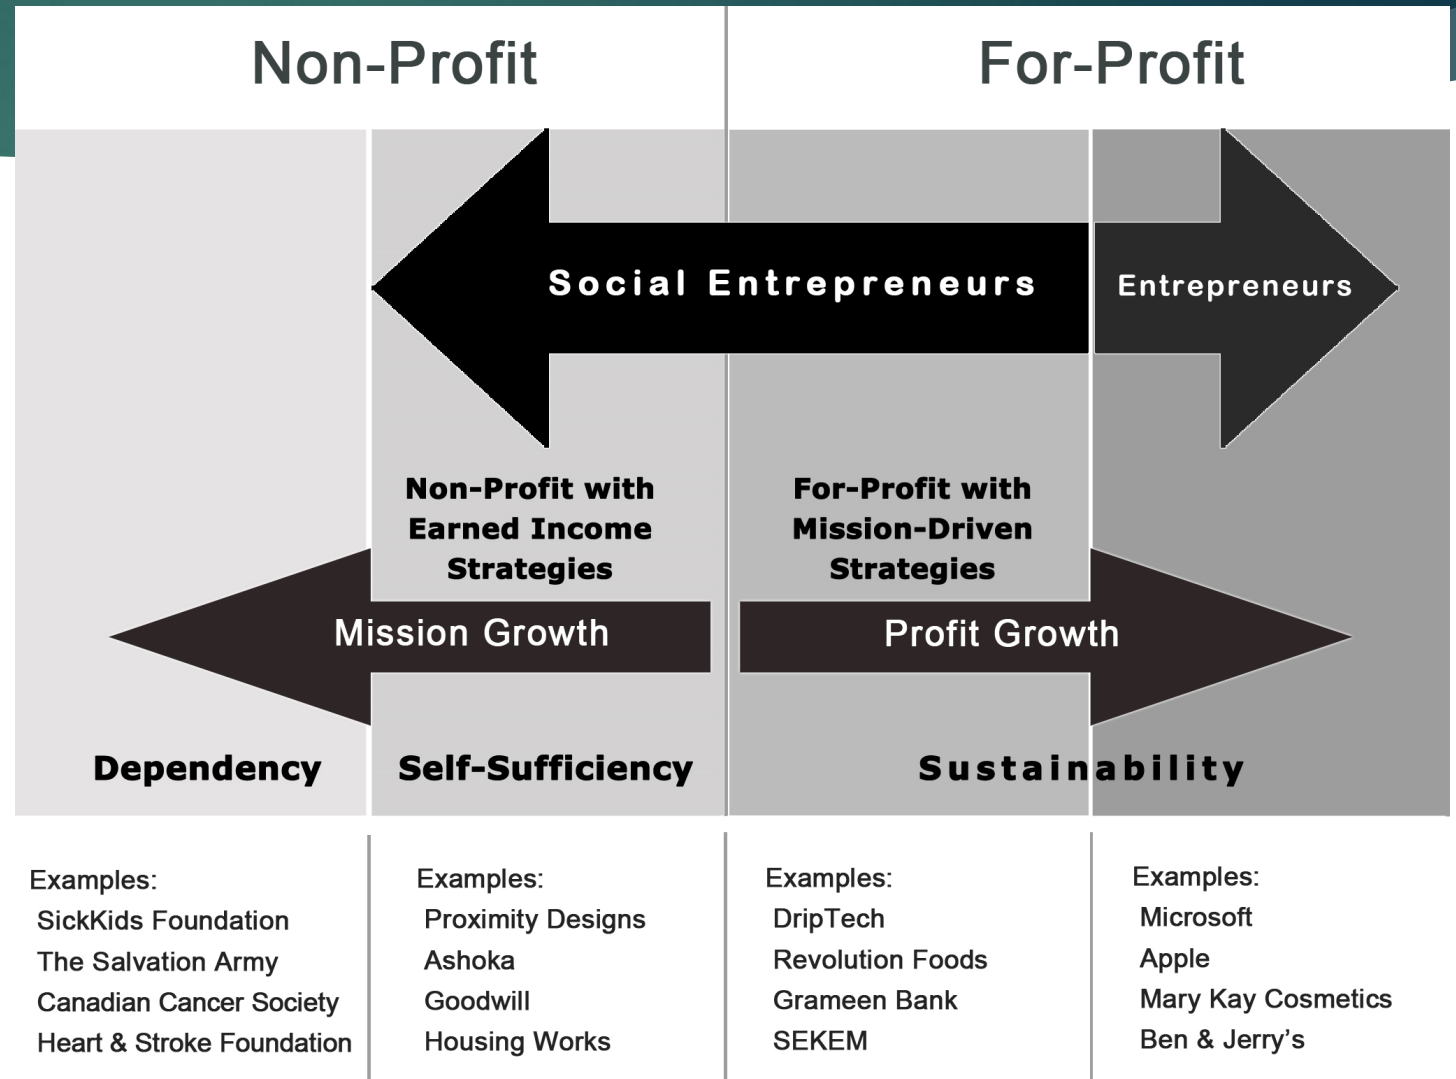 Non-Profit
For-Profit
Social Entrepreneurs
Entrepreneurs
Non-Profit with
Earned Income
Strategies
For-Profit with
Mission-Driven
Strategies
Mission Growth
Profit Growth
Dependency
Self-Sufficiency
Sustainability
Examples:
SickKids Foundation
The Salvation Army
Canadian Cancer Society
Heart & Stroke Foundation
Examples:
Proximity Designs
Ashoka
Goodwill
Housing Works
Examples:
DripTech
Revolution Foods
Grameen Bank
SEKEM
Examples:
Microsoft
Apple
Mary Kay Cosmetics
Ben & Jerry’s